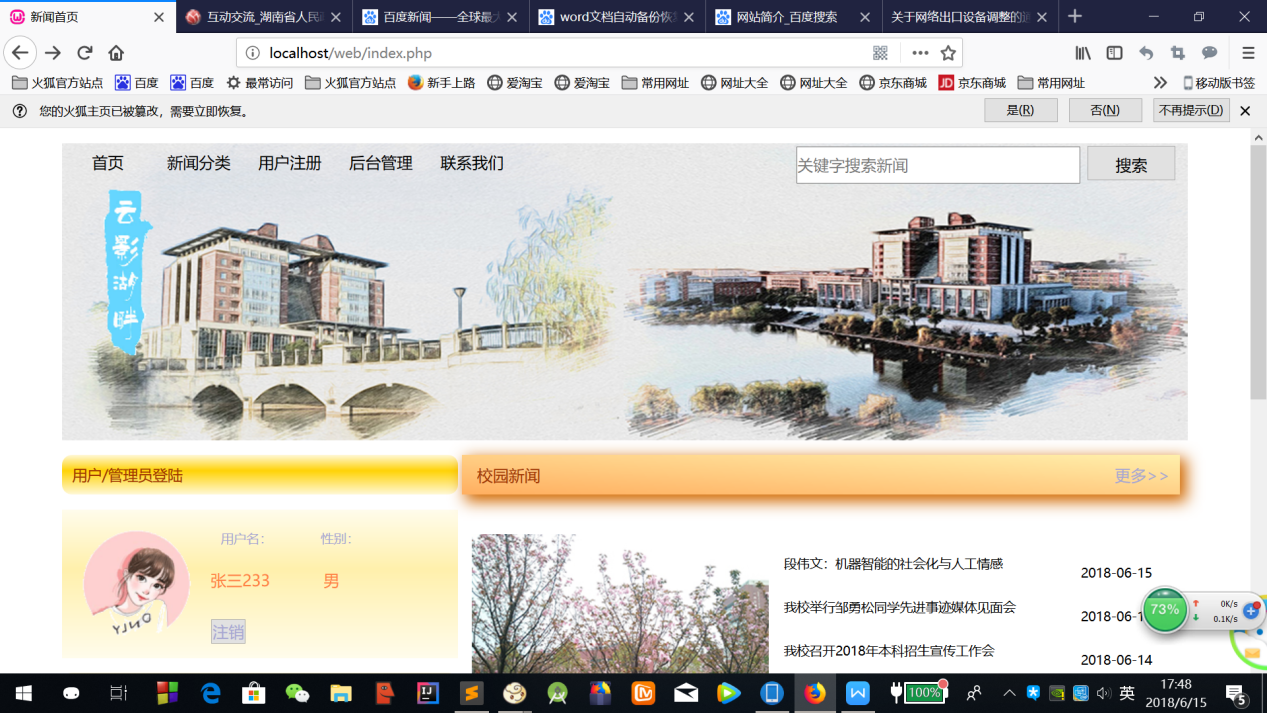 新闻首页
互动交流_湖南省人民政
百度新闻——全球最大
word文档自动备份恢复
网站简介_百度搜索
关于网络出口设备调整的通
localhost/web/index.php
火狐官方站点 百度 百度 最常访问 火狐官方站点 新手上路 爱淘宝 爱淘宝 常用网址 网址大全 网址大全 京东商城 JD 京东商城 常用网址 移动版书签
您的火狐主页已被篡改，需要立即恢复。 是(R) 否(N) 不再提示(D)
首页 新闻分类 用户注册 后台管理 联系我们 关键字搜索新闻 搜索
云影湖畔
用户/管理员登陆
校园新闻 更多>>
用户名: 性别:
张三233 男
注销
段伟文：机器智能的社会化与人工情感 2018-06-15
我校举行邹勇松同学先进事迹媒体见面会 2018-06-1
我校召开2018年本科招生宣传工作会 2018-06-14
73% 0K/s
0.1K/s
100%
英
17:48
2018/6/15
5